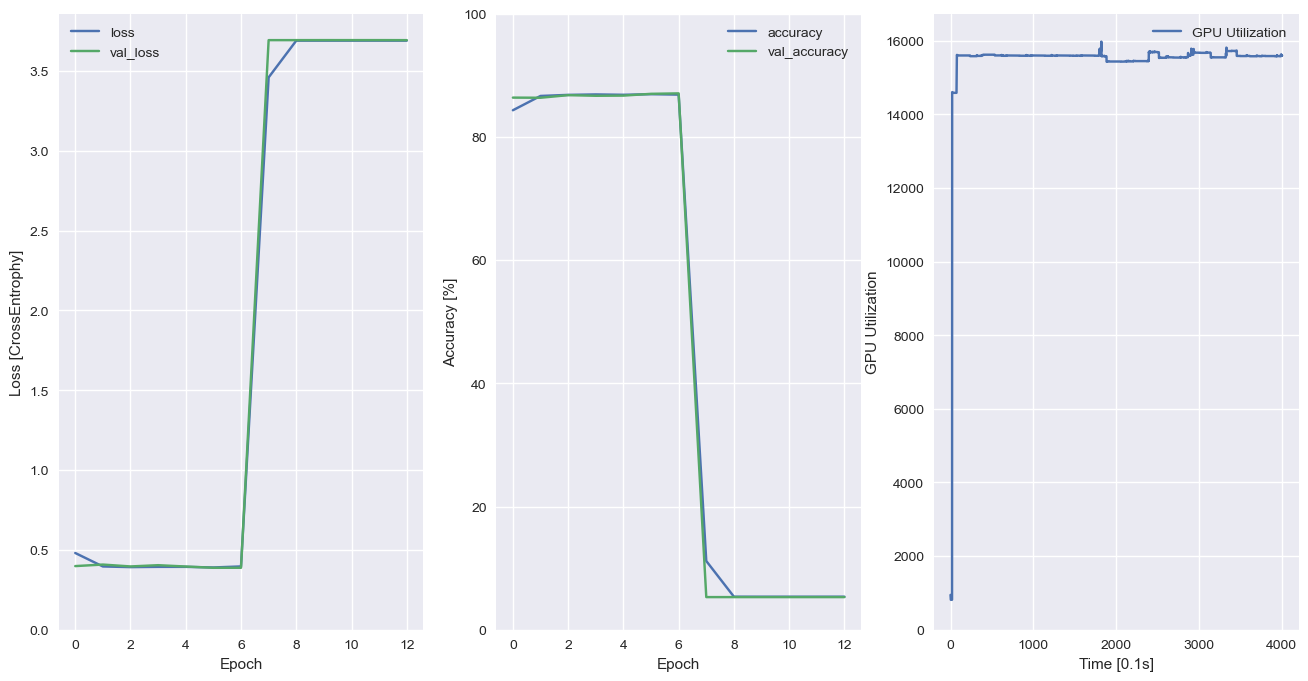 loss
val_loss
3.5
3.0
2.5
2.0
1.5
1.0
0.5
0.0
0 2 4 6 8 10 12
Epoch
Loss [CrossEntrophy]
accuracy
val_accuracy
100
80
60
40
20
0
0 2 4 6 8 10 12
Epoch
Accuracy [%]
GPU Utilization
16000
14000
12000
10000
8000
6000
4000
2000
0
0 1000 2000 3000 4000
Time [0.1s]
GPU Utilization